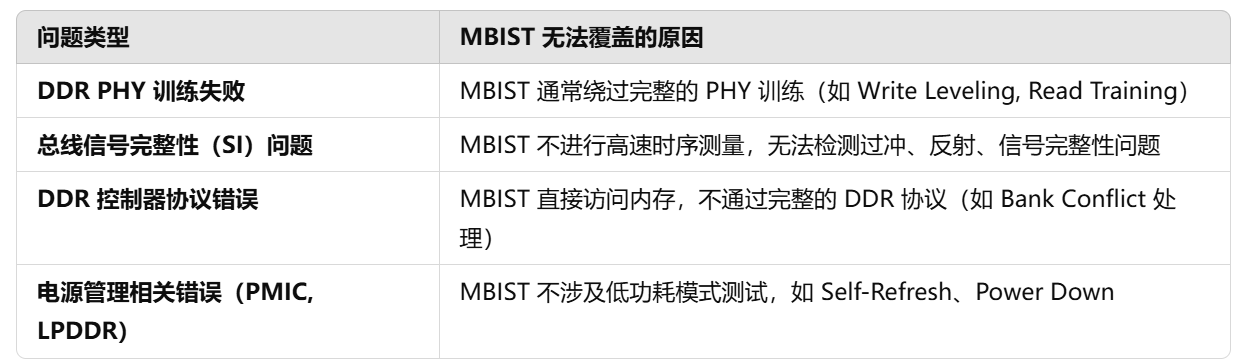 问题类型
MBIST 无法覆盖的原因
DDR PHY 训练失败
MBIST 通常绕过完整的 PHY 训练（如 Write Leveling, Read Training）
总线信号完整性（SI）问题
MBIST 不进行高速时序测量，无法检测过冲、反射、信号完整性问题
DDR 控制器协议错误
MBIST 直接访问内存，不通过完整的 DDR 协议（如 Bank Conflict 处
理）
电源管理相关错误（PMIC,
LPDDR）
MBIST 不涉及低功耗模式测试，如 Self-Refresh、Power Down